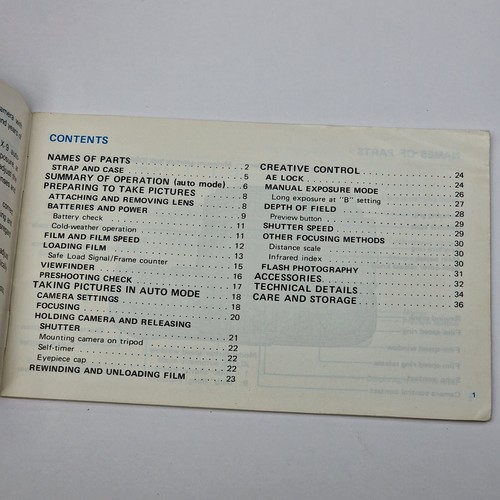 CONTENTS
NAMES OF PARTS 2
STRAP AND CASE 5
SUMMARY OF OPERATION (auto mode) 6
PREPARING TO TAKE PICTURES 8
ATTACHING AND REMOVING LENS 8
BATTERIES AND POWER 9
Battery check 11
Cold-weather operation 11
FILM AND FILM SPEED 12
LOADING FILM 13
Safe Load Signal/Frame counter 15
VIEWFINDER 16
PRESHOOTING CHECK 17
TAKING PICTURES IN AUTO MODE 18
CAMERA SETTINGS 18
FOCUSING 20
HOLDING CAMERA AND RELEASING
SHUTTER 21
Mounting camera on tripod 22
Self-timer 22
Eyepiece cap 22
REWINDING AND UNLOADING FILM 23
CREATIVE CONTROL 24
AE LOCK 24
MANUAL EXPOSURE MODE 26
Long exposure at "B" setting 27
DEPTH OF FIELD 28
Preview button 29
SHUTTER SPEED 29
OTHER FOCUSING METHODS 30
Distance scale 30
Infrared index 30
FLASH PHOTOGRAPHY 31
ACCESSORIES 32
TECHNICAL DETAILS 34
CARE AND STORAGE 36
1